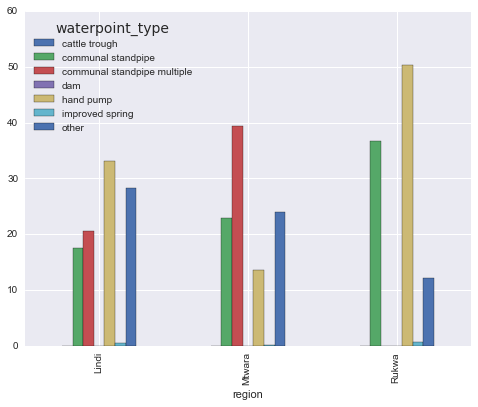 60
50
40
30
20
10
0
waterpoint_type
cattle trough
communal standpipe
communal standpipe multiple
dam
hand pump
improved spring
other
Lindi
Mtwara
Rukwa
region